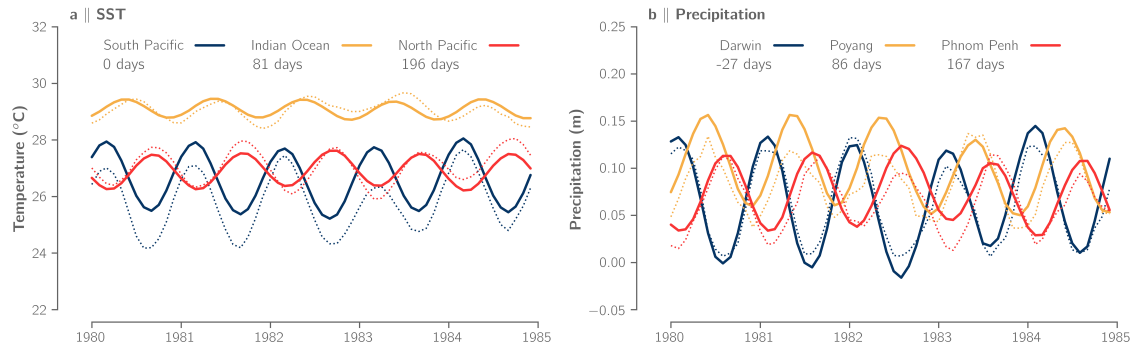 a || SST
South Pacific Indian Ocean North Pacific
0 days 81 days 196 days
Temperature (°C)
32
30
28
26
24
22
1980 1981 1982 1983 1984 1985
b || Precipitation
Darwin Poyang Phnom Penh
-27 days 86 days 167 days
Precipitation (m)
0.25
0.20
0.15
0.10
0.05
0.00
−0.05
1980 1981 1982 1983 1984 1985